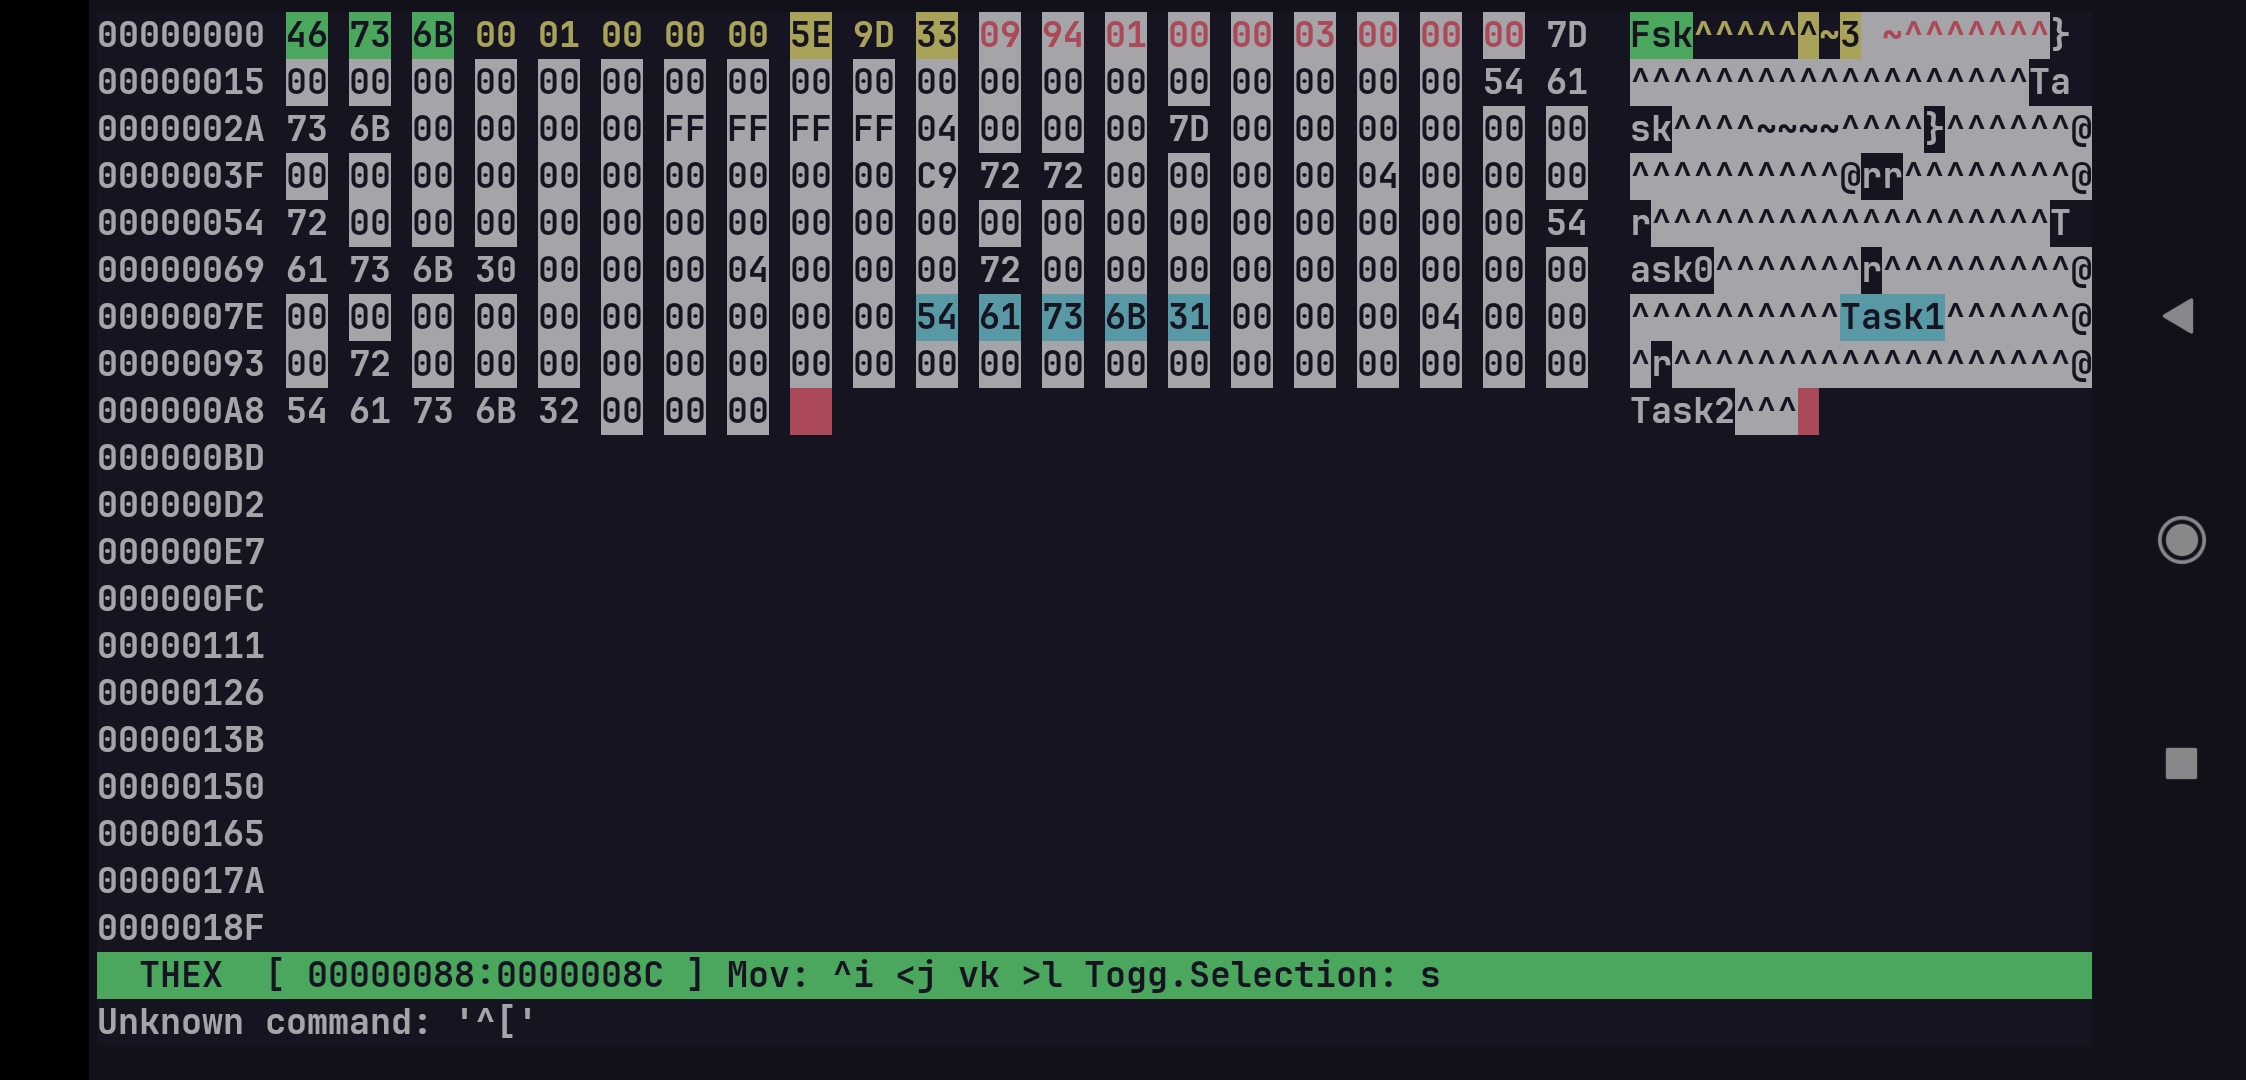 00000000 46 73 6B 00 01 00 00 00 5E 9D 33 09 94 01 00 00 03 00 00 00 7D Fsk^^^^^^~3 ~^^^^^^^}
00000015 00 00 00 00 00 00 00 00 00 00 00 00 00 00 00 00 00 00 00 54 61 ^^^^^^^^^^^^^^^^^^^Ta
0000002A 73 6B 00 00 00 00 FF FF FF FF 04 00 00 00 7D 00 00 00 00 00 00 sk^^^^~~~~^^^^}^^^^^^@
0000003F 00 00 00 00 00 00 00 00 00 00 C9 72 72 00 00 00 00 04 00 00 00 ^^^^^^^^^^@rr^^^^^^^^@
00000054 72 00 00 00 00 00 00 00 00 00 00 00 00 00 00 00 00 00 00 00 54 r^^^^^^^^^^^^^^^^^^^T
00000069 61 73 6B 30 00 00 00 04 00 00 00 72 00 00 00 00 00 00 00 00 00 ask0^^^^^^^r^^^^^^^^^@
0000007E 00 00 00 00 00 00 00 00 00 00 54 61 73 6B 31 00 00 00 04 00 00 ^^^^^^^^^^Task1^^^^^^@
00000093 00 72 00 00 00 00 00 00 00 00 00 00 00 00 00 00 00 00 00 00 00 ^r^^^^^^^^^^^^^^^^^^^@
000000A8 54 61 73 6B 32 00 00 00 Task2^^^
000000BD
000000D2
000000E7
000000FC
00000111
00000126
0000013B
00000150
00000165
0000017A
0000018F
THEX [ 00000088:0000008C ] Mov: ^i <j vk >l Togg.Selection: s
Unknown command: '^['